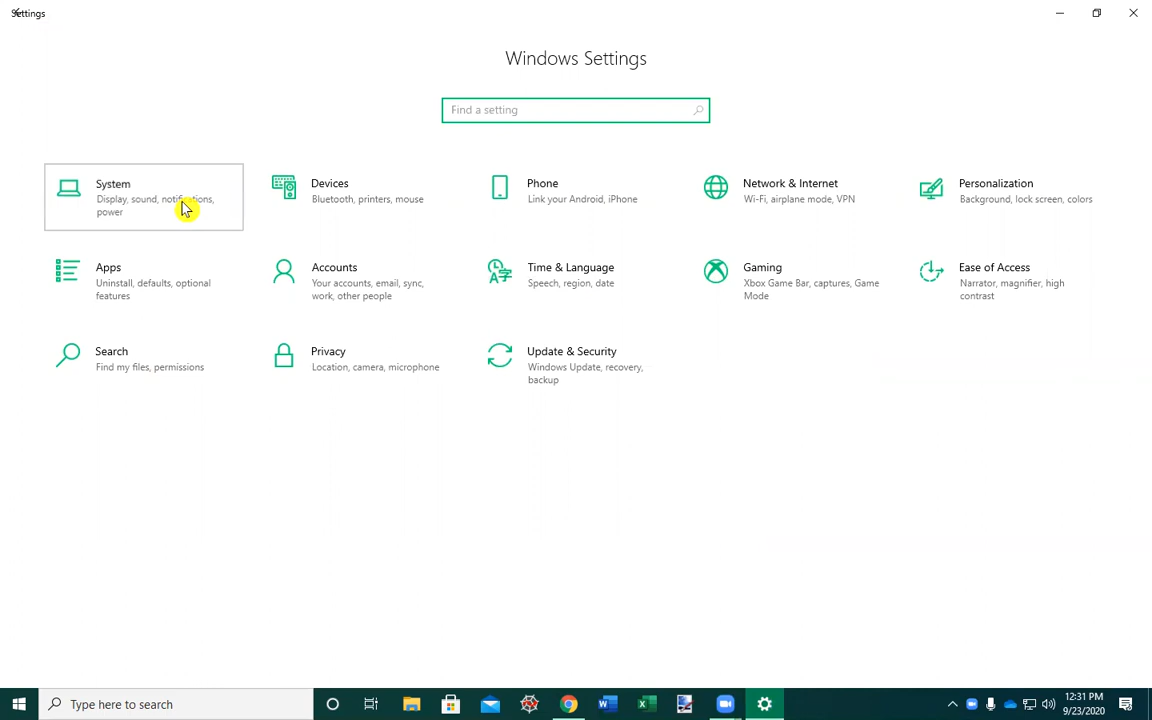 Settings
Windows Settings
Find a setting
System
Display, sound, notifications,
power
Devices
Bluetooth, printers, mouse
Phone
Link your Android, iPhone
Network & Internet
Wi-Fi, airplane mode, VPN
Personalization
Background, lock screen, colors
Apps
Uninstall, defaults, optional
features
Accounts
Your accounts, email, sync,
work, other people
Time & Language
Speech, region, date
Gaming
Xbox Game Bar, captures, Game
Mode
Ease of Access
Narrator, magnifier, high
contrast
Search
Find my files, permissions
Privacy
Location, camera, microphone
Update & Security
Windows Update, recovery,
backup
Type here to search
12:31 PM
9/23/2020